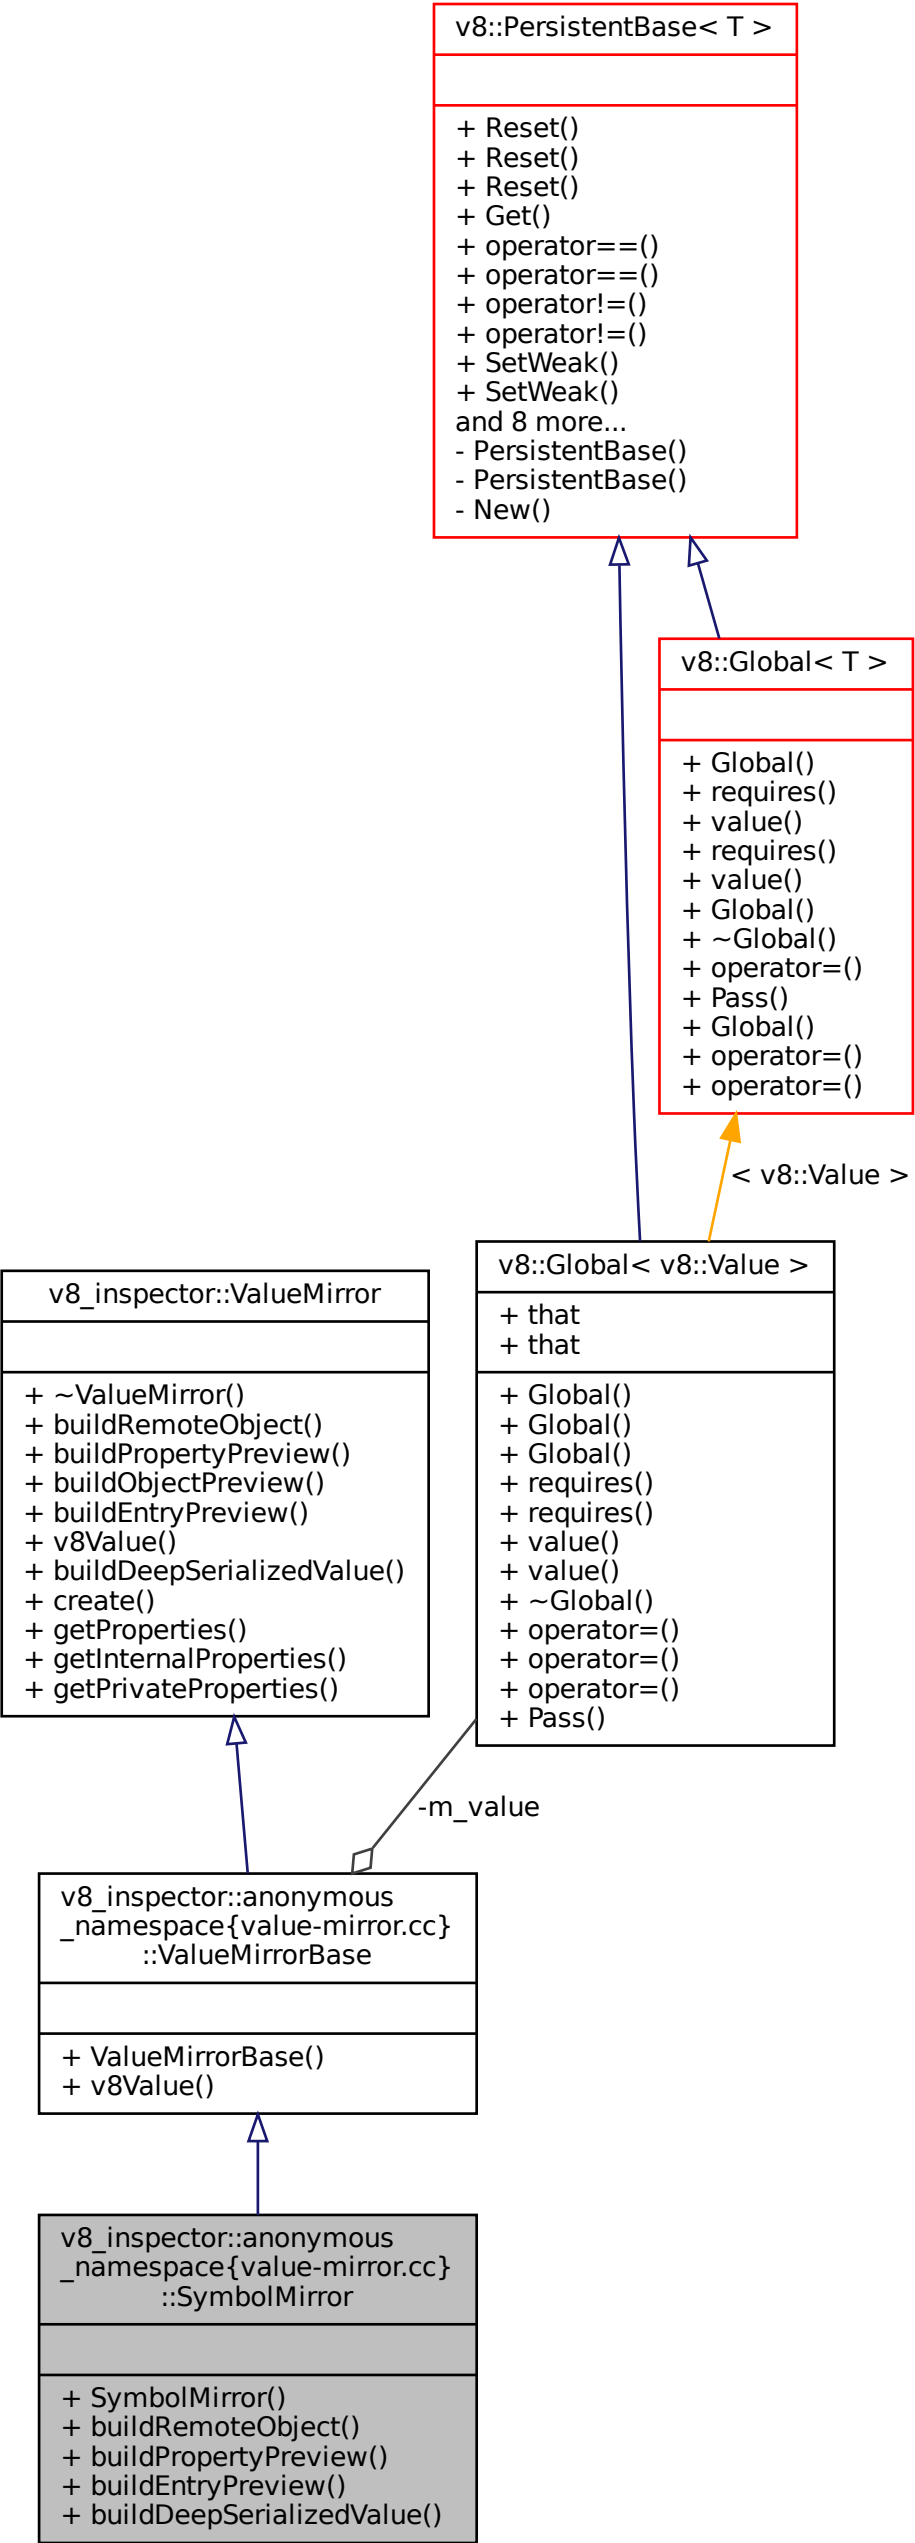 v8::PersistentBase< T >
+ Reset()
+ Reset()
+ Reset()
+ Get()
+ operator==()
+ operator==()
+ operator!=()
+ operator!=()
+ SetWeak()
+ SetWeak()
and 8 more...
- PersistentBase()
- PersistentBase()
- New()
v8::Global< T >
+ Global()
+ requires()
+ value()
+ requires()
+ value()
+ Global()
+ ~Global()
+ operator=()
+ Pass()
+ Global()
+ operator=()
+ operator=()
< v8::Value >
v8::Global< v8::Value >
+ that
+ that
+ Global()
+ Global()
+ Global()
+ requires()
+ requires()
+ value()
+ value()
+ ~Global()
+ operator=()
+ operator=()
+ operator=()
+ Pass()
v8_inspector::ValueMirror
+ ~ValueMirror()
+ buildRemoteObject()
+ buildPropertyPreview()
+ buildObjectPreview()
+ buildEntryPreview()
+ v8Value()
+ buildDeepSerializedValue()
+ create()
+ getProperties()
+ getInternalProperties()
+ getPrivateProperties()
-m_value
v8_inspector::anonymous
_namespace{value-mirror.cc}
::ValueMirrorBase
+ ValueMirrorBase()
+ v8Value()
v8_inspector::anonymous
_namespace{value-mirror.cc}
::SymbolMirror
+ SymbolMirror()
+ buildRemoteObject()
+ buildPropertyPreview()
+ buildEntryPreview()
+ buildDeepSerializedValue()